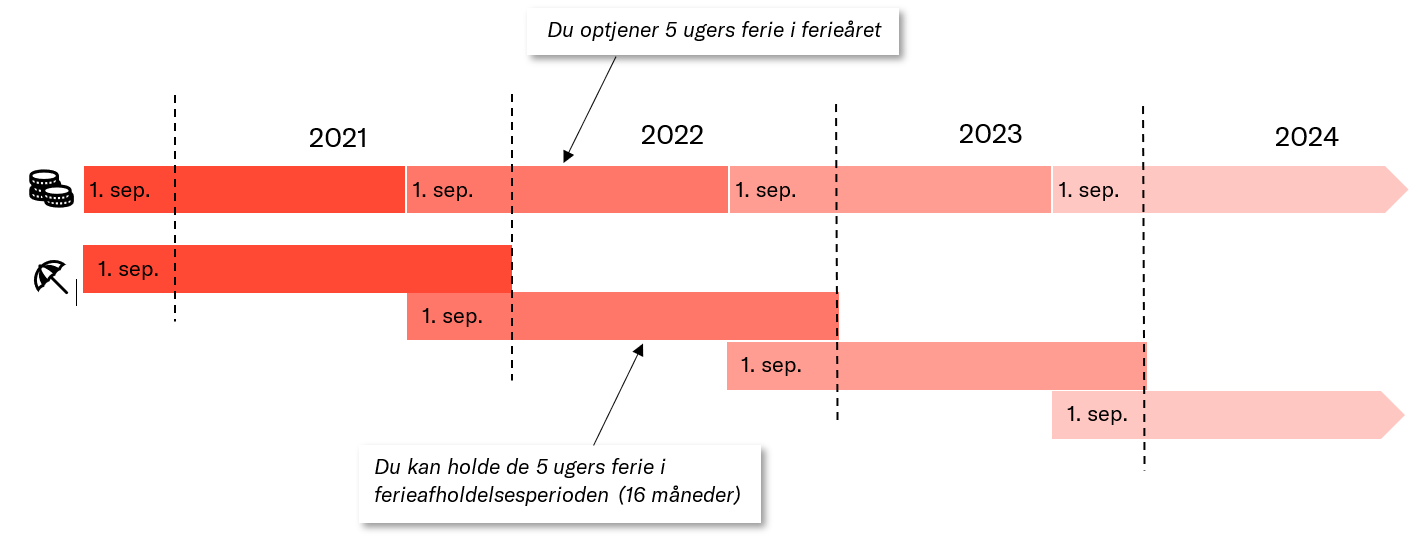 Du optjener 5 ugers ferie i ferieåret
2021
2022
2023
2024
1. sep.
1. sep.
1. sep.
1. sep.
1. sep.
1. sep.
1. sep.
1. sep.
Du kan holde de 5 ugers ferie i
ferieafholdelsesperioden (16 måneder)